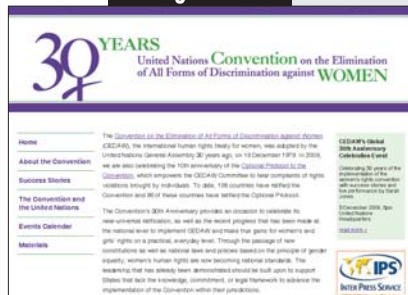 30 YEARS
United Nations Convention on the Elimination
of All Forms of Discrimination against WOMEN
Home
About the Convention
Success Stories
The Convention and
the United Nations
Events Calendar
Materials
The Convention on the Elimination of All Forms of Discrimination against Women
(CEDAW), the international human rights treaty for women, was adopted by the
United Nations General Assembly 30 years ago, on 18 December 1979. In 2009,
we are also celebrating the 10th anniversary of the Optional Protocol to the
Convention, which empowers the CEDAW Committee to hear complaints of rights
violations brought by individuals. To date, 186 countries have ratified the
Convention and 98 of these countries have ratified the Optional Protocol.
The Convention's 30th Anniversary provides an occasion to celebrate its
near-universal ratification, as well as the recent progress that has been made at
the national level to implement CEDAW and make true gains for women's and
girls' rights on a practical, everyday level. Through the passage of new
constitutions as well as national laws and policies based on the principle of gender
equality, women's human rights are now becoming national standards. The
leadership that has already been demonstrated should be built upon to support
States that lack the knowledge, commitment, or legal framework to advance the
implementation of the Convention within their jurisdictions.
CEDAW's Global
30th Anniversary
Celebration Event
Celebrating 30 years of the
implementation of the
women's rights convention
with success stories and
live performance by Sarah
Jones
3 December 2009, 3pm
United Nations
Headquarters
read more »
IPS
INTER PRESS SERVICE